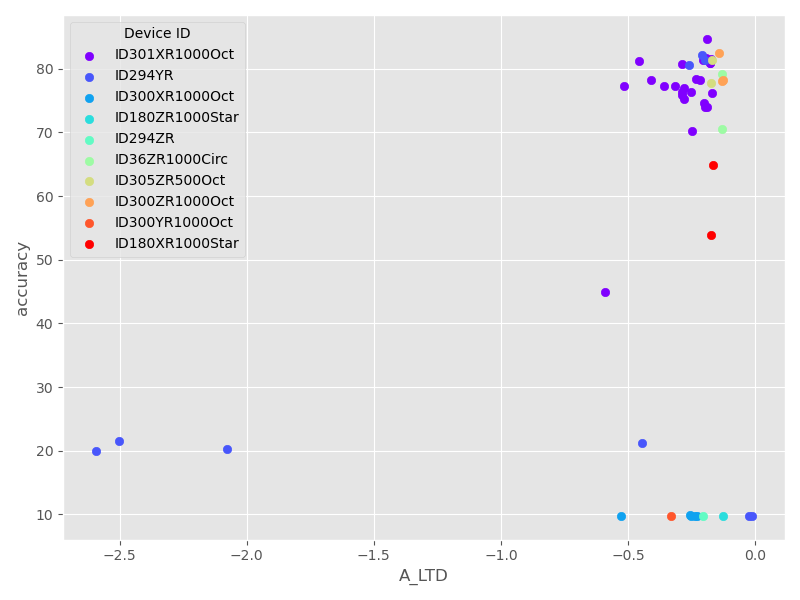 Device ID
ID301XR1000Oct
ID294YR
ID300XR1000Oct
ID180ZR1000Star
ID294ZR
ID36ZR1000Circ
ID305ZR500Oct
ID300ZR1000Oct
ID300YR1000Oct
ID180XR1000Star
accuracy
80
70
60
50
40
30
20
10
−2.5
−2.0
−1.5
−1.0
−0.5
0.0
A_LTD